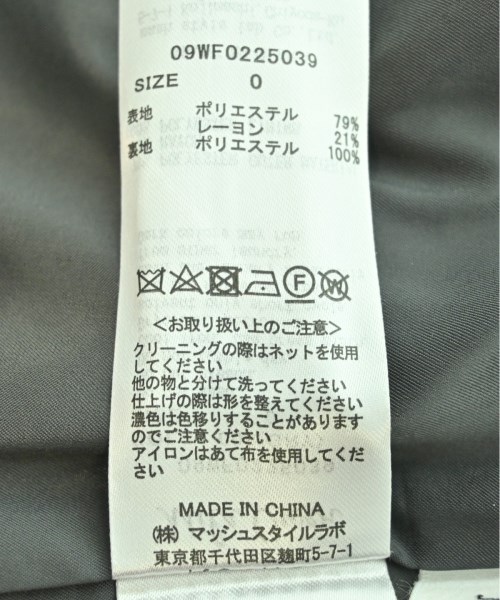 09WF0225039
SIZE 0
表地 ポリエステル 79%
レーヨン 21%
裏地 ポリエステル 100%
F
W
<お取り扱い上のご注意>
クリーニングの際はネットを使用
してください
他の物と分けて洗ってください
仕上げの際は形を整えてください
濃色は色移りすることがあります
のでご注意ください
アイロンはあて布を使用してくだ
さい
MADE IN CHINA
(株) マッシュスタイルラボ
東京都千代田区麹町5-7-1